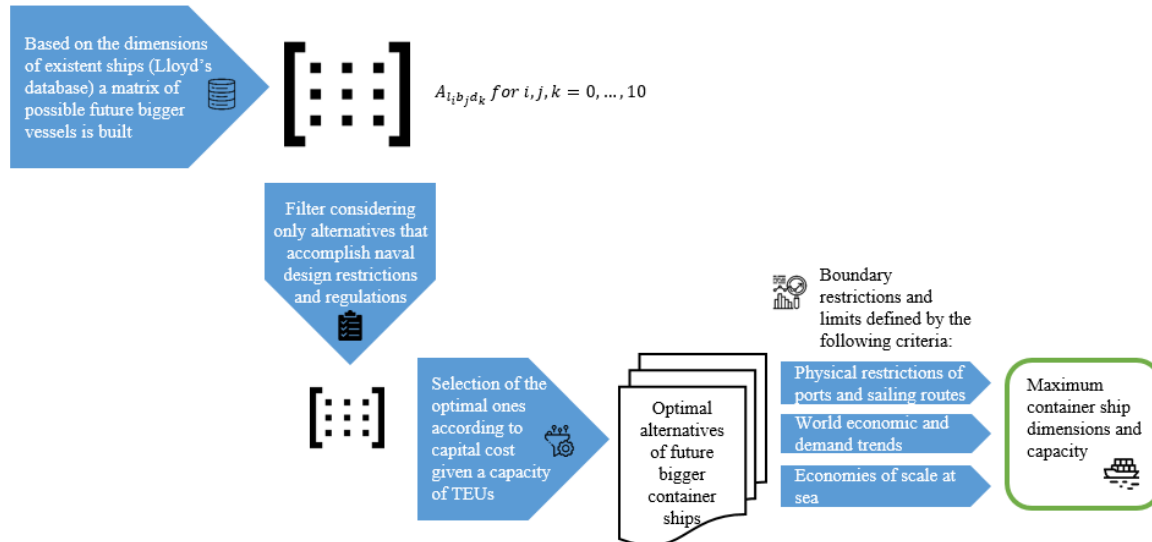 Based on the dimensions
of existent ships (Lloyd's
database) a matrix of
possible future bigger
vessels is built
A_{l_i b_j d_k} for i, j, k = 0, … , 10
Filter considering
only alternatives that
accomplish naval
design restrictions
and regulations
Selection of the
optimal ones
according to
capital cost
given a capacity
of TEUs
Optimal
alternatives
of future
bigger
container
ships
Boundary
restrictions and
limits defined by the
following criteria:
Physical restrictions of
ports and sailing routes
World economic and
demand trends
Economies of scale at
sea
Maximum
container ship
dimensions and
capacity